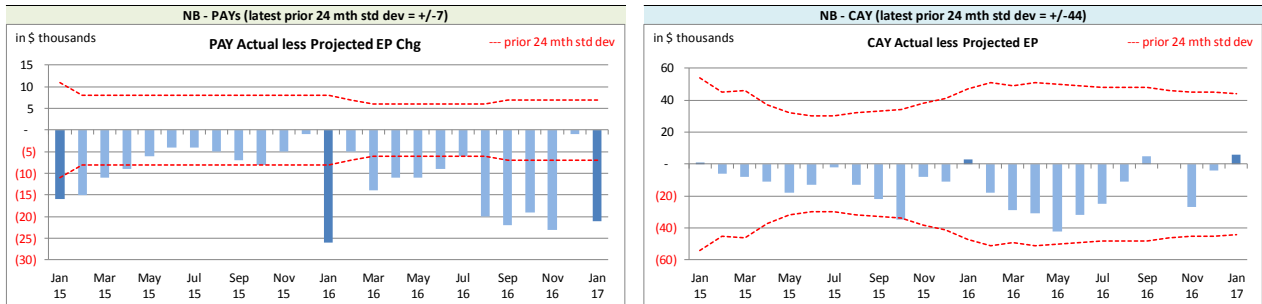 NB - PAYs (latest prior 24 mth std dev = +/-7)
in $ thousands
PAY Actual less Projected EP Chg
--- prior 24 mth std dev
15
10
5
-
(5)
(10)
(15)
(20)
(25)
(30)
Jan Mar May Jul Sep Nov Jan Mar May Jul Sep Nov Jan
15 15 15 15 15 15 16 16 16 16 16 16 17
NB - CAY (latest prior 24 mth std dev = +/-44)
in $ thousands
CAY Actual less Projected EP
--- prior 24 mth std dev
60
40
20
-
(20)
(40)
(60)
Jan Mar May Jul Sep Nov Jan Mar May Jul Sep Nov Jan
15 15 15 15 15 15 16 16 16 16 16 16 17